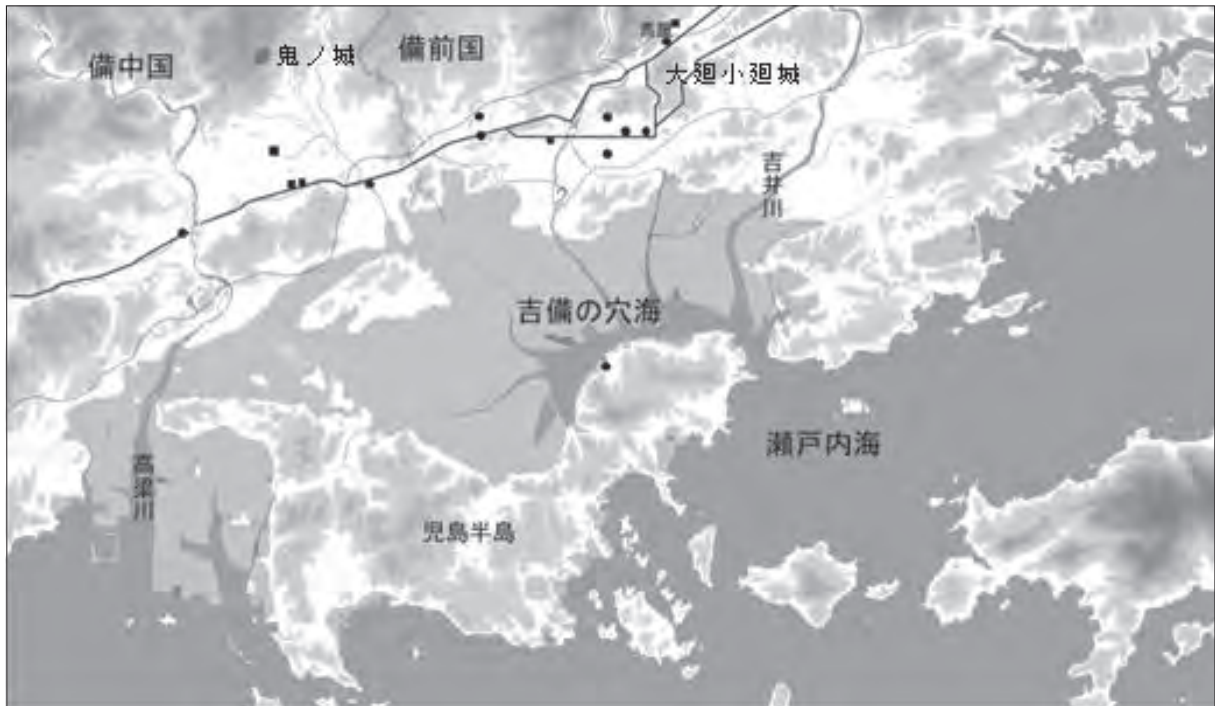 備中国
鬼ノ城
備前国
大廻小廻城
吉井川
吉備の穴海
瀬戸内海
高梁川
児島半島